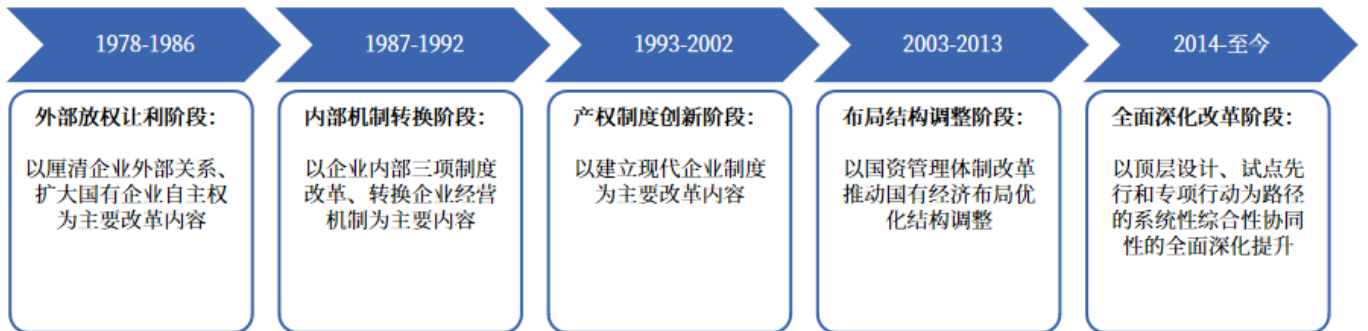 1978-1986
1987-1992
1993-2002
2003-2013
2014-至今
外部放权让利阶段：
以厘清企业外部关系、
扩大国有企业自主权
为主要改革内容
内部机制转换阶段：
以企业内部三项制度
改革、转换企业经营
机制为主要内容
产权制度创新阶段：
以建立现代企业制度
为主要改革内容
布局结构调整阶段：
以国资管理体制改革
推动国有经济布局优
化结构调整
全面深化改革阶段：
以顶层设计、试点先
行和专项行动为路径
的系统性综合性协同
性的全面深化提升